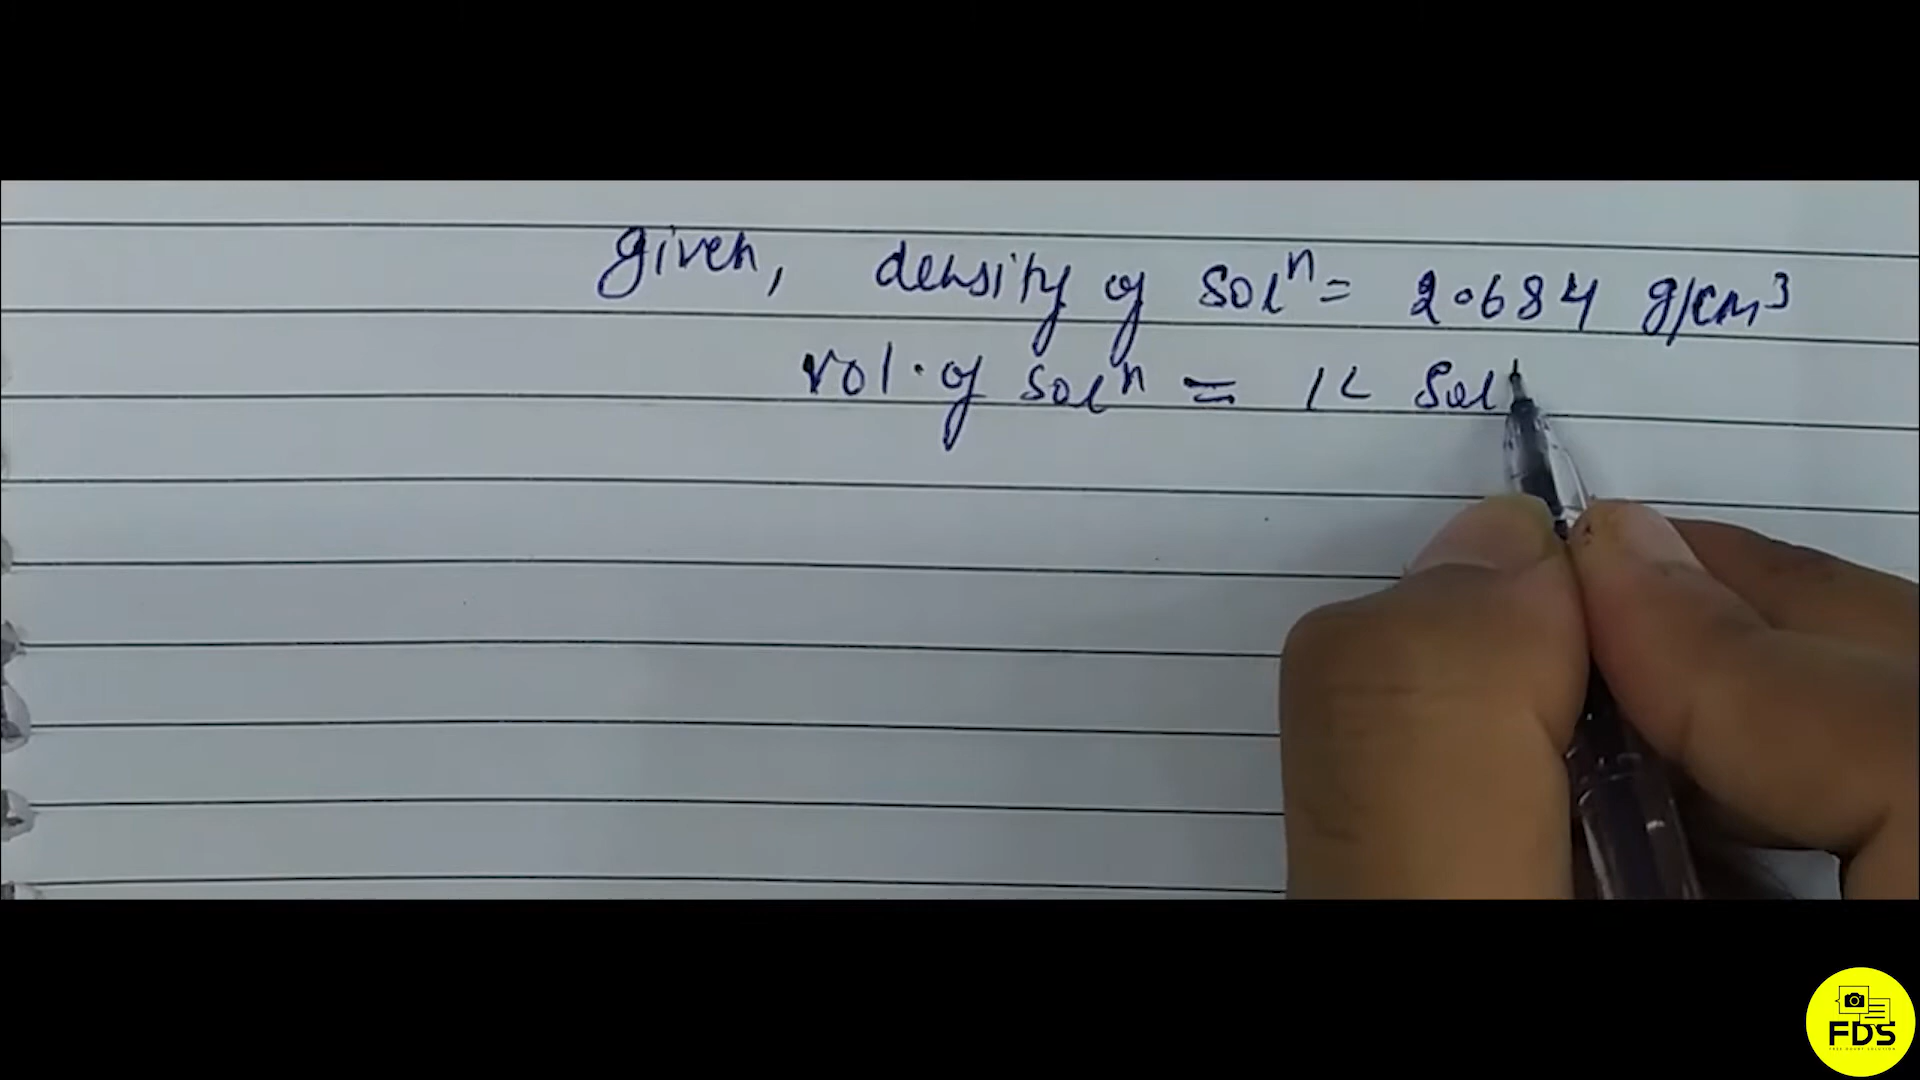 given, density of solⁿ = 2.684 g/cm³
vol. of solⁿ = 1L Sol
FDS